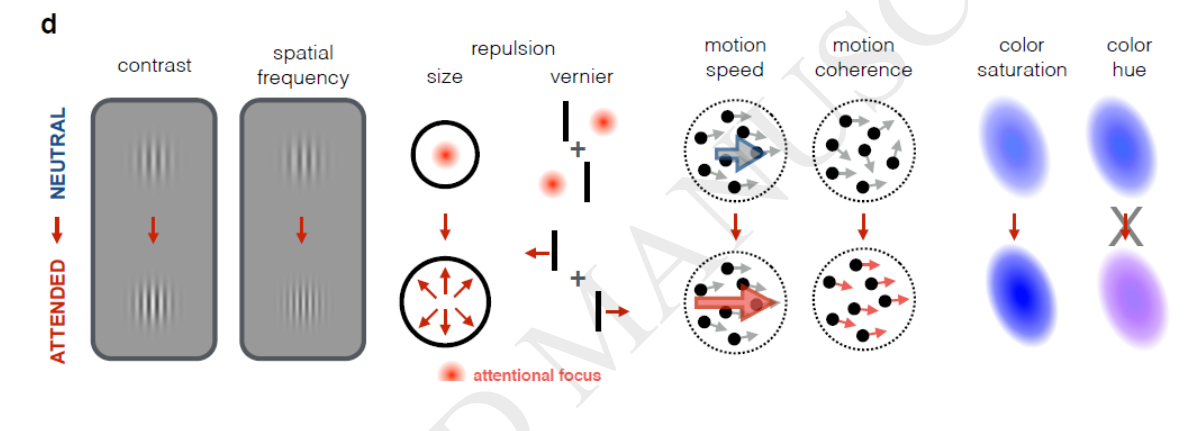 d
contrast
spatial
frequency
repulsion
size
vernier
motion
speed
motion
coherence
color
saturation
color
hue
NEUTRAL
ATTENDED
+
+
X
attentional focus
D MANUSC